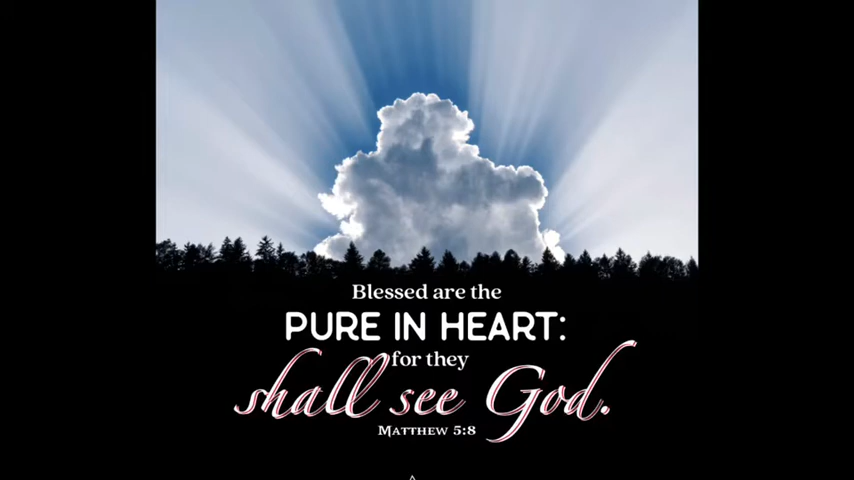 Blessed are the
PURE IN HEART:
for they
shall see God.
MATTHEW 5:8